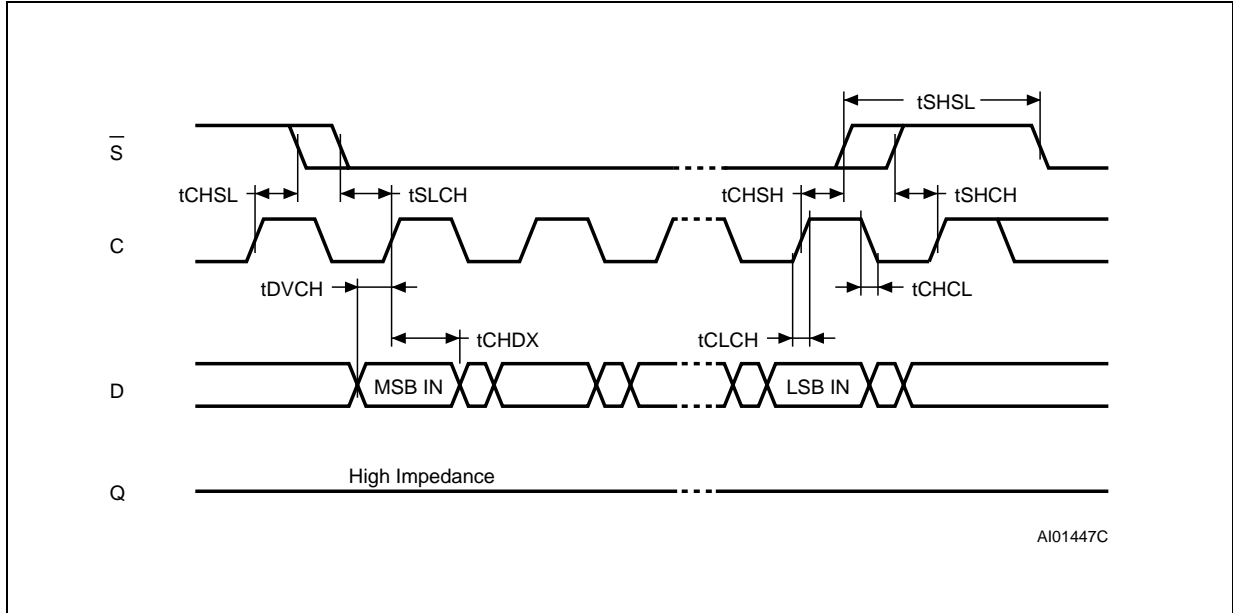 tSHSL
S̅
tCHSL
tSLCH
tCHSH
tSHCH
C
tDVCH
tCHCL
tCHDX
tCLCH
D
MSB IN
LSB IN
High Impedance
Q
AI01447C